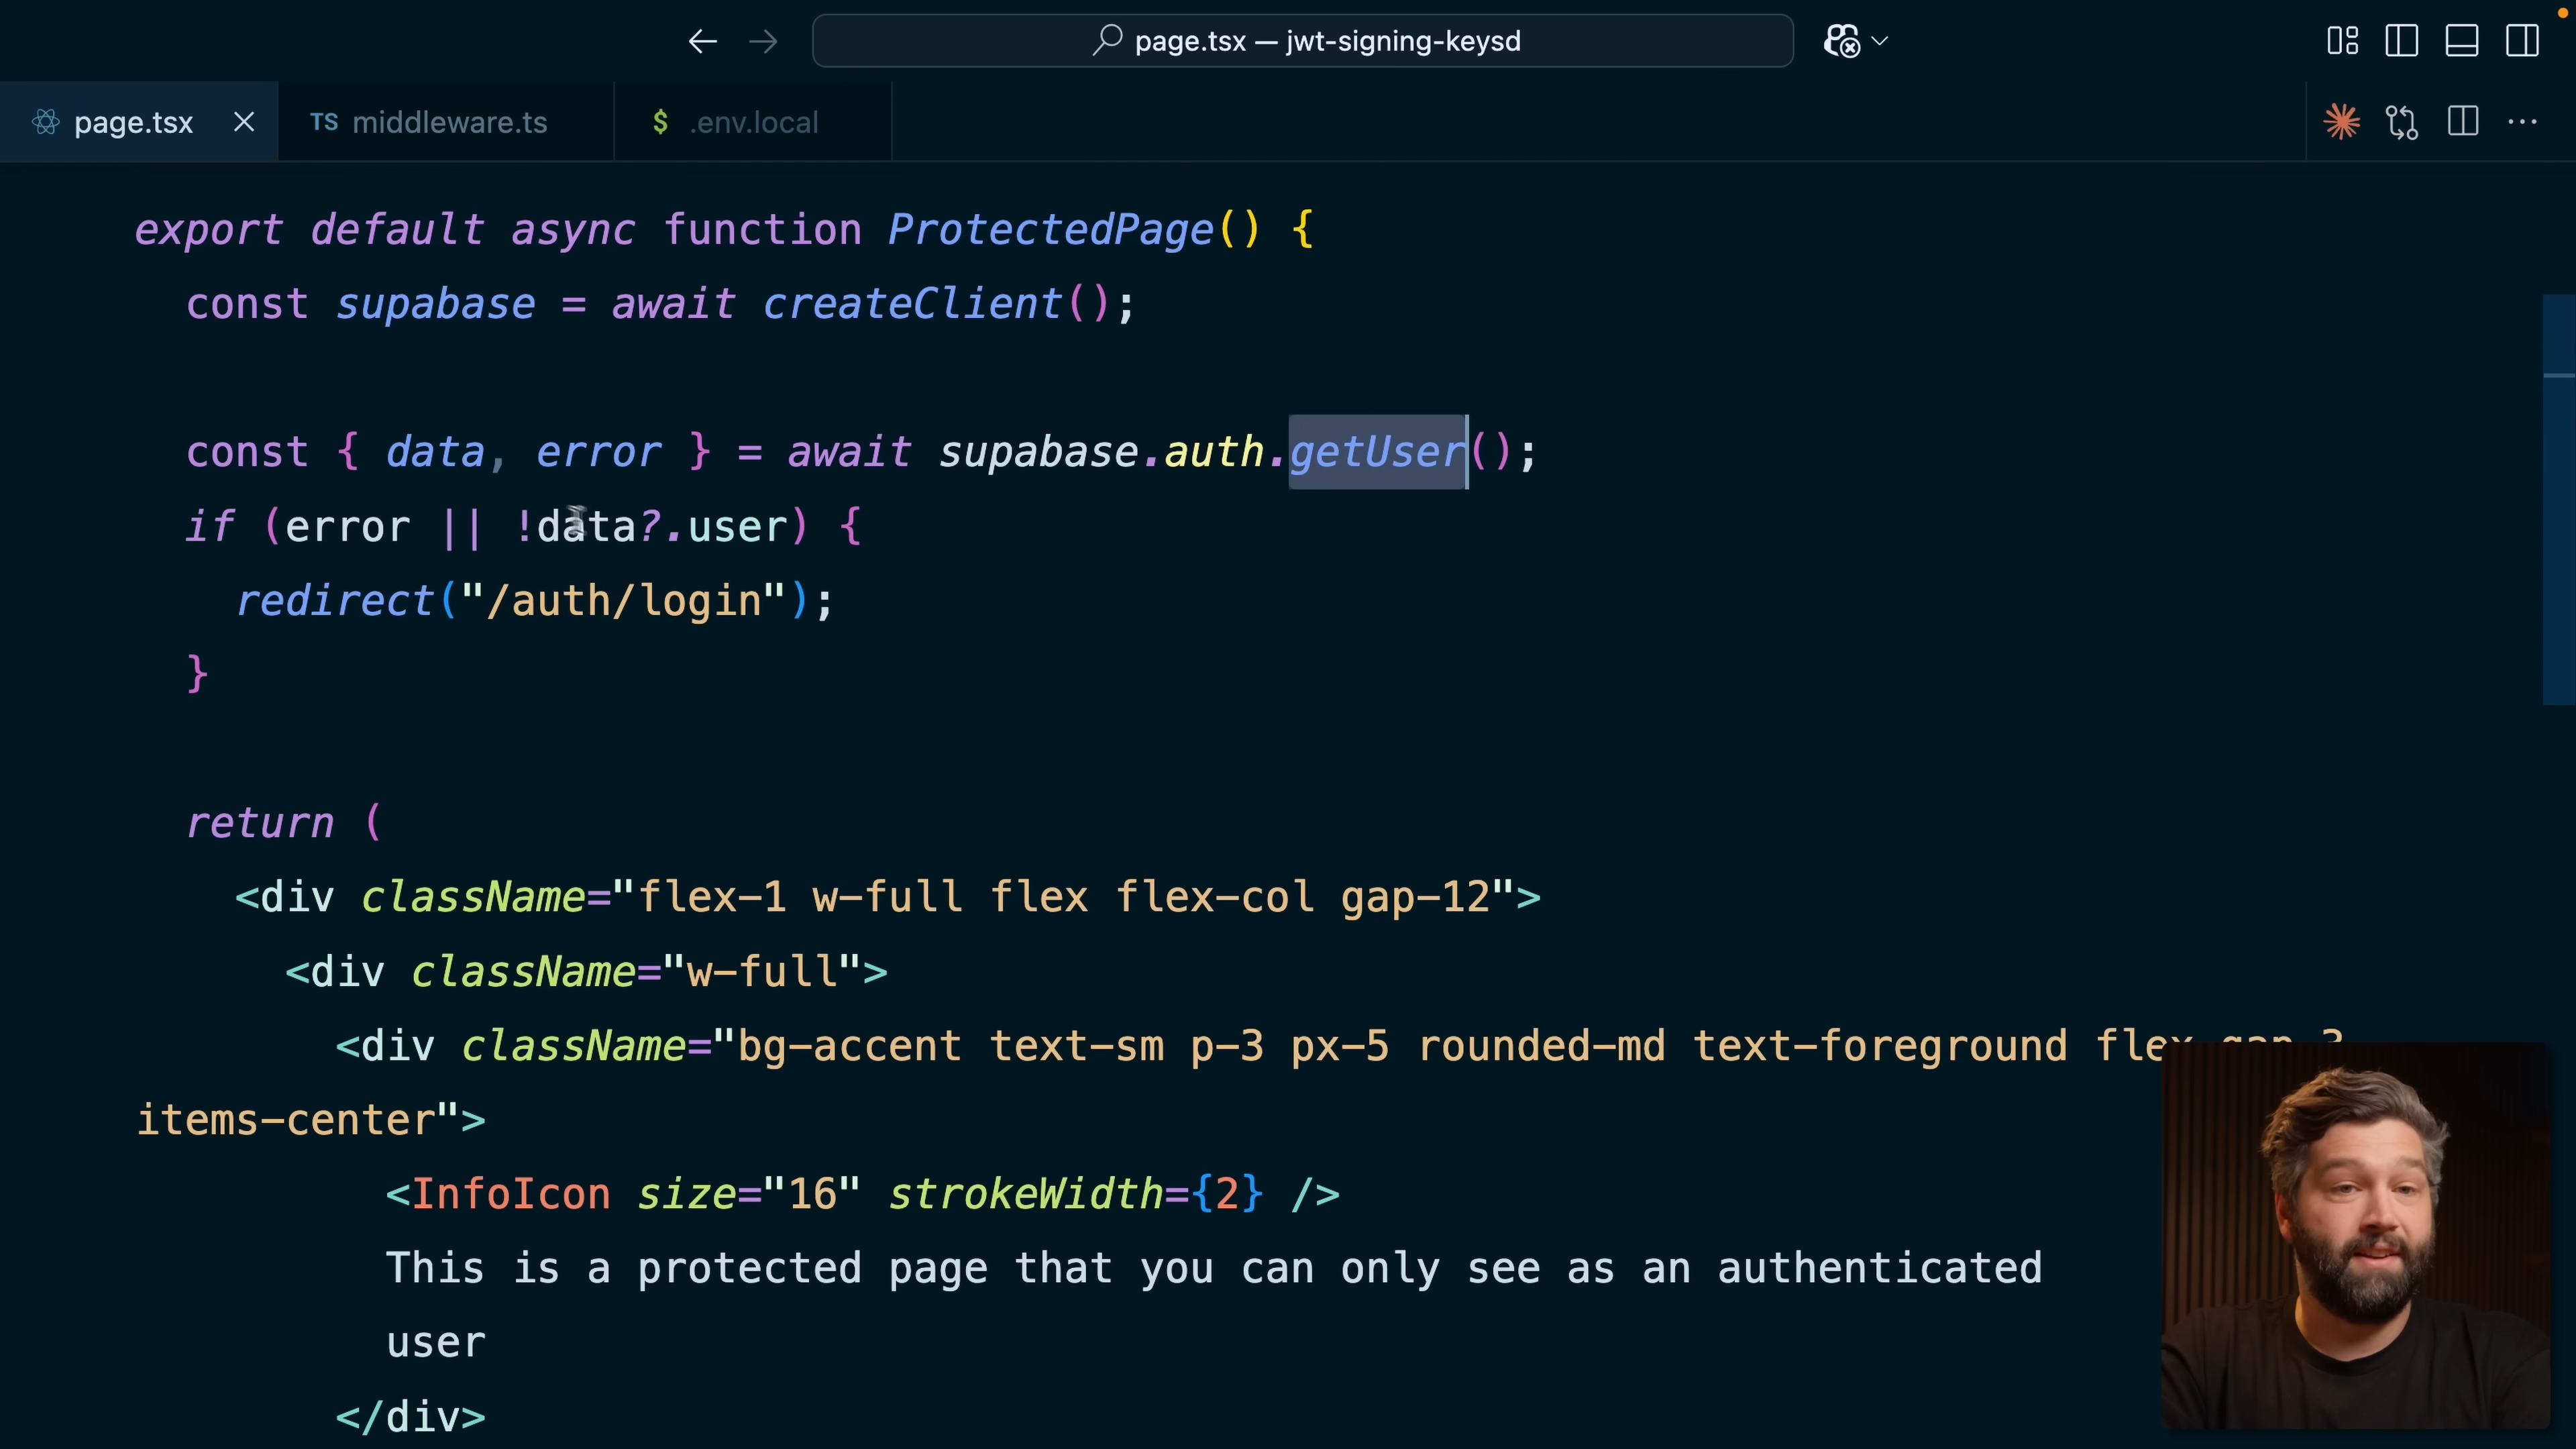 page.tsx — jwt-signing-keysd
page.tsx
TS middleware.ts
$ .env.local
export default async function ProtectedPage() {
const supabase = await createClient();
const { data, error } = await supabase.auth.getUser();
if (error || !data?.user) {
redirect("/auth/login");
}
return (
<div className="flex-1 w-full flex flex-col gap-12">
<div className="w-full">
<div className="bg-accent text-sm p-3 px-5 rounded-md text-foreground flex gap-3
items-center">
<InfoIcon size="16" strokeWidth={2} />
This is a protected page that you can only see as an authenticated
user
</div>